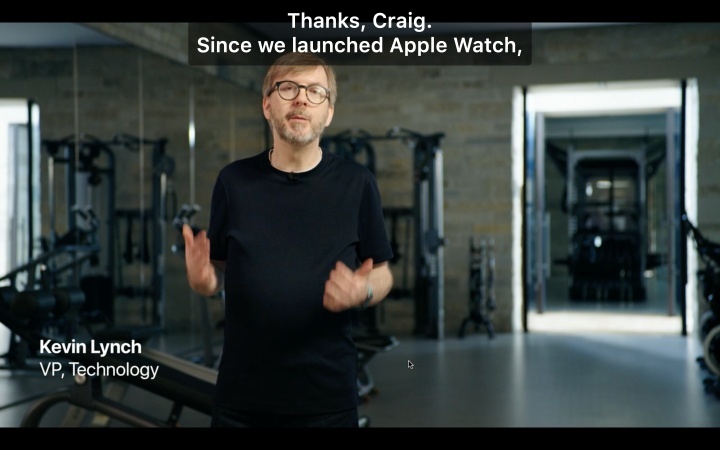 Thanks, Craig.
Since we launched Apple Watch,
Kevin Lynch
VP, Technology